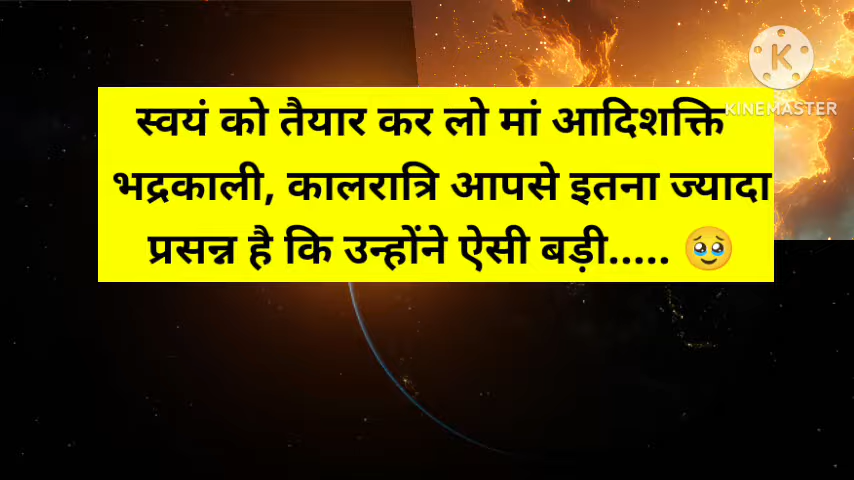 स्वयं को तैयार कर लो मां आदिशक्ति
भद्रकाली, कालरात्रि आपसे इतना ज्यादा
प्रसन्न है कि उन्होंने ऐसी बड़ी..... 🥹
K
KINEMASTER